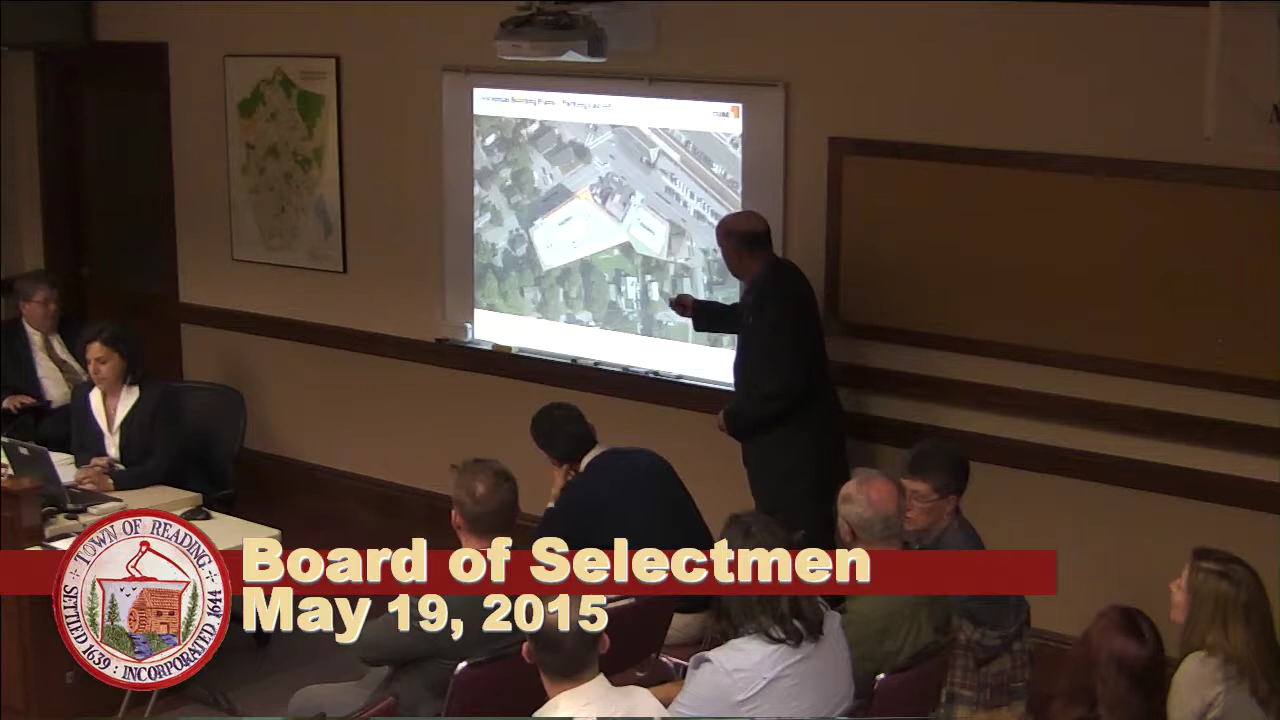 Board of Selectmen
May 19, 2015
TOWN OF READING
SETTLED 1639 : INCORPORATED 1644